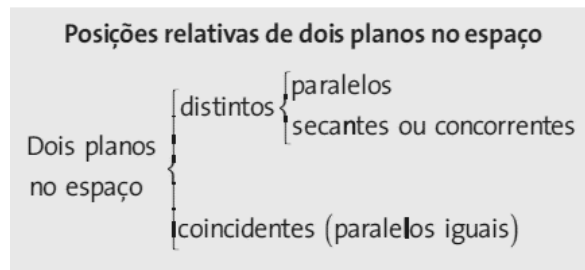 Posições relativas de dois planos no espaço
paralelos
distintos
secantes ou concorrentes
Dois planos
no espaço
coincidentes (paralelos iguais)